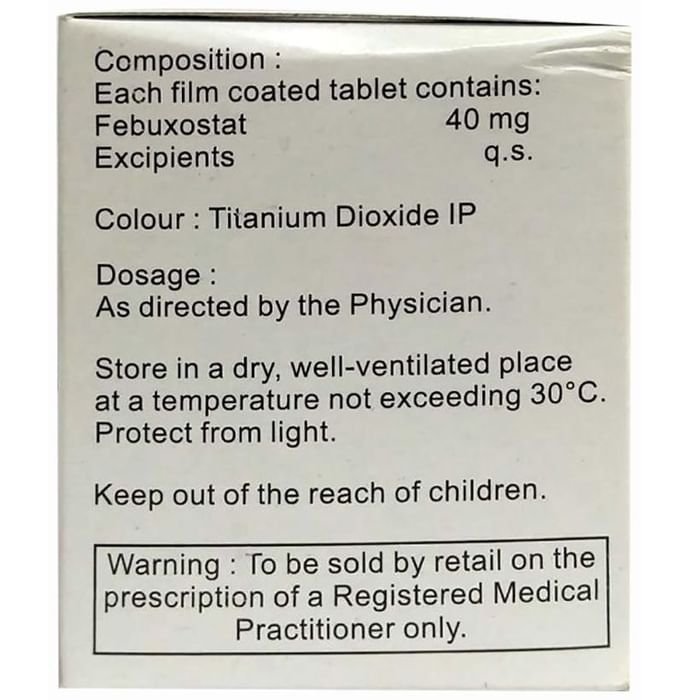 Composition :
Each film coated tablet contains:
Febuxostat 40 mg
Excipients q.s.
Colour : Titanium Dioxide IP
Dosage :
As directed by the Physician.
Store in a dry, well-ventilated place
at a temperature not exceeding 30°C.
Protect from light.
Keep out of the reach of children.
Warning : To be sold by retail on the
prescription of a Registered Medical
Practitioner only.